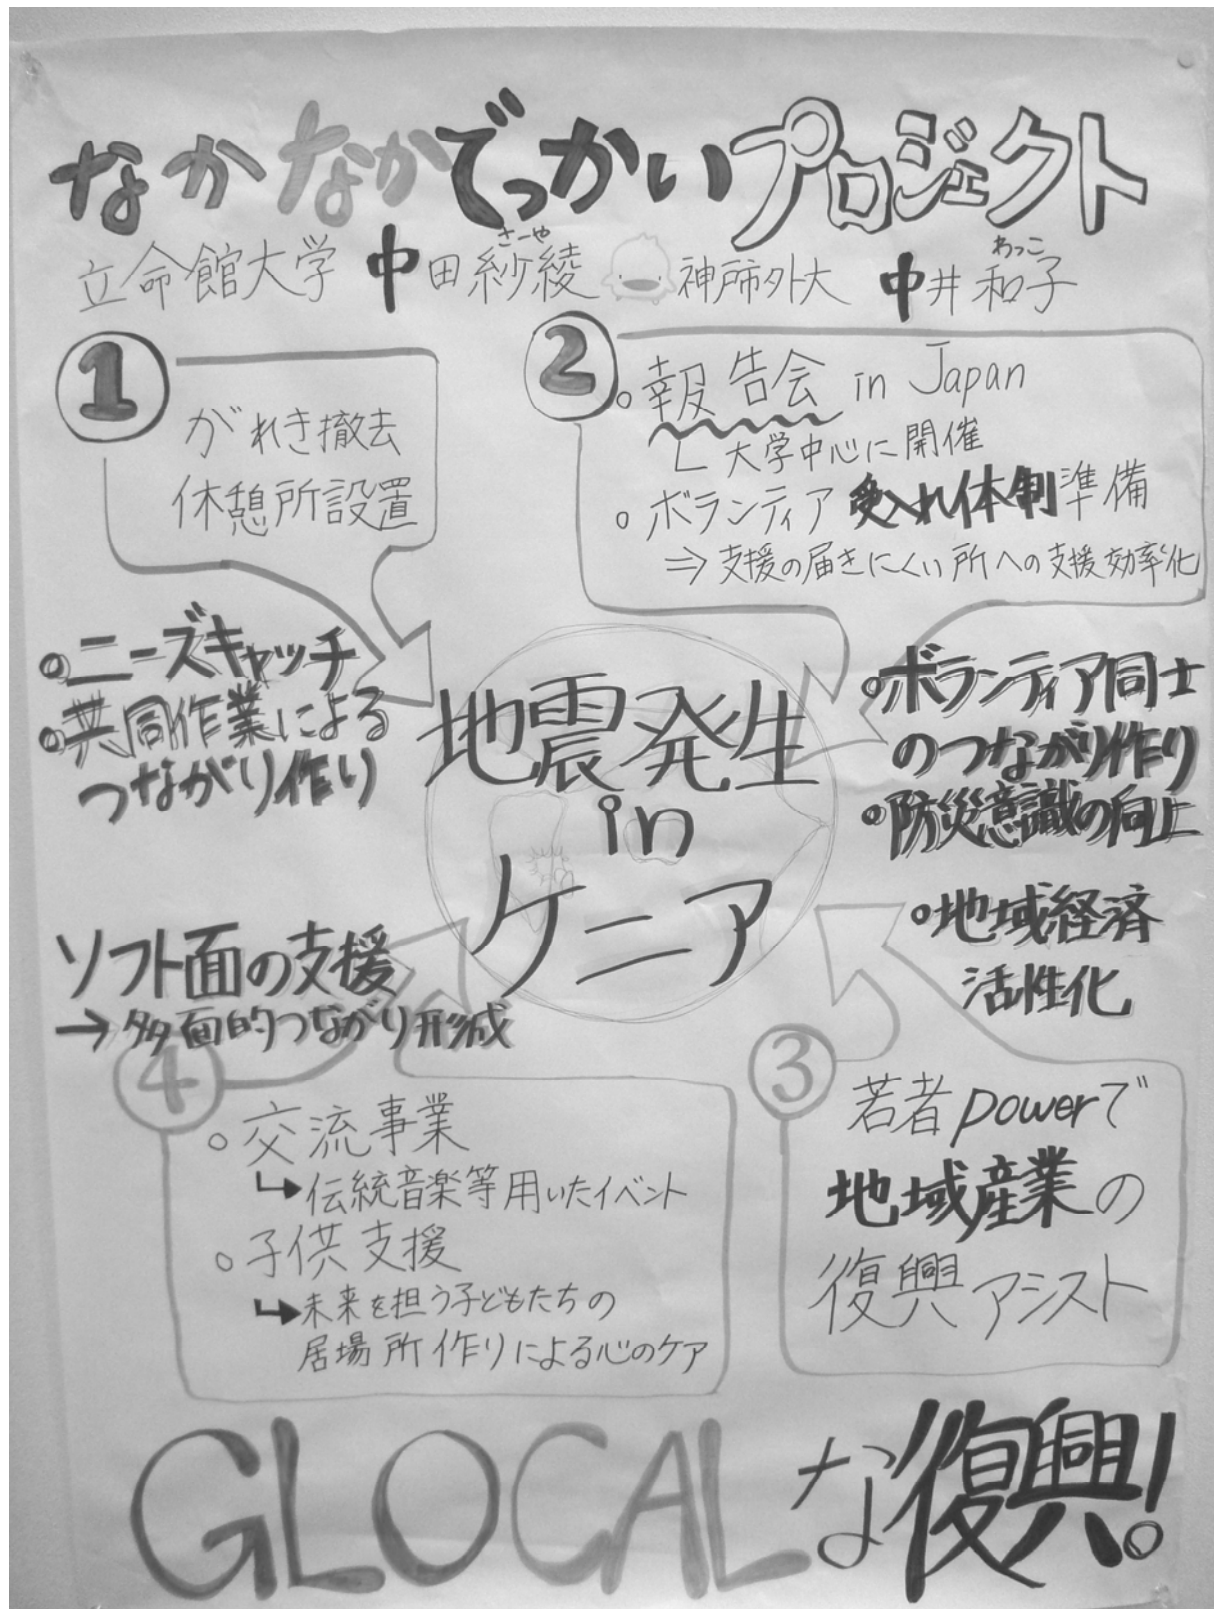 なかなかでっかいプロジェクト
立命館大学 中田紗綾 神戸市外大 中井和子
さーや わっこ
1
がれき撤去
休憩所設置
2
報告会 in Japan
大学中心に開催
ボランティア受入れ体制準備
⇒支援の届きにくい所への支援効率化
ニーズキャッチ
共同作業による
つながり作り
地震発生
in
ケニア
ボランティア同士
のつながり作り
防災意識の向上
地域経済
活性化
ソフト面の支援
→多面的つながり形成
3
若者powerで
地域産業の
復興アシスト
4
交流事業
↳伝統音楽等用いたイベント
子供支援
↳未来を担う子どもたちの
居場所作りによる心のケア
GLOCALな復興!